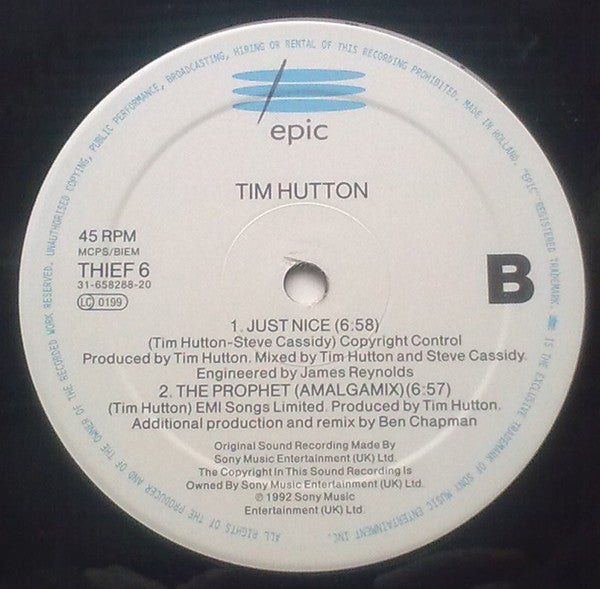 ALL RIGHTS OF THE PRODUCER AND OF THE OWNER OF THE RECORDED WORK RESERVED. UNAUTHORISED COPYING, PUBLIC PERFORMANCE, BROADCASTING, HIRING OR RENTAL OF THIS RECORDING PROHIBITED. MADE IN HOLLAND. "EPIC" REGISTERED TRADEMARK. IS THE EXCLUSIVE TRADEMARK OF SONY MUSIC ENTERTAINMENT INC.
epic
TIM HUTTON
45 RPM
MCPS/BIEM
THIEF 6
31-658288-20
LC 0199
B
1. JUST NICE (6:58)
(Tim Hutton-Steve Cassidy) Copyright Control
Produced by Tim Hutton. Mixed by Tim Hutton and Steve Cassidy.
Engineered by James Reynolds
2. THE PROPHET (AMALGAMIX) (6:57)
(Tim Hutton) EMI Songs Limited. Produced by Tim Hutton.
Additional production and remix by Ben Chapman
Original Sound Recording Made By
Sony Music Entertainment (UK) Ltd.
The Copyright In This Sound Recording Is
Owned By Sony Music Entertainment (UK) Ltd.
℗ 1992 Sony Music
Entertainment (UK) Ltd.